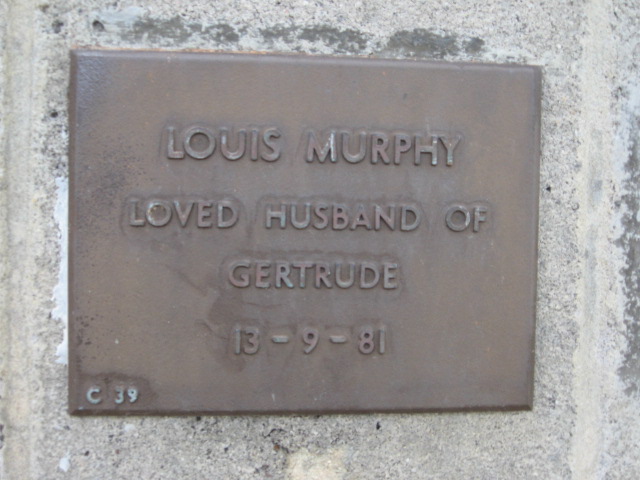 LOUIS MURPHY
LOVED HUSBAND OF
GERTRUDE
13-9-81
C 39